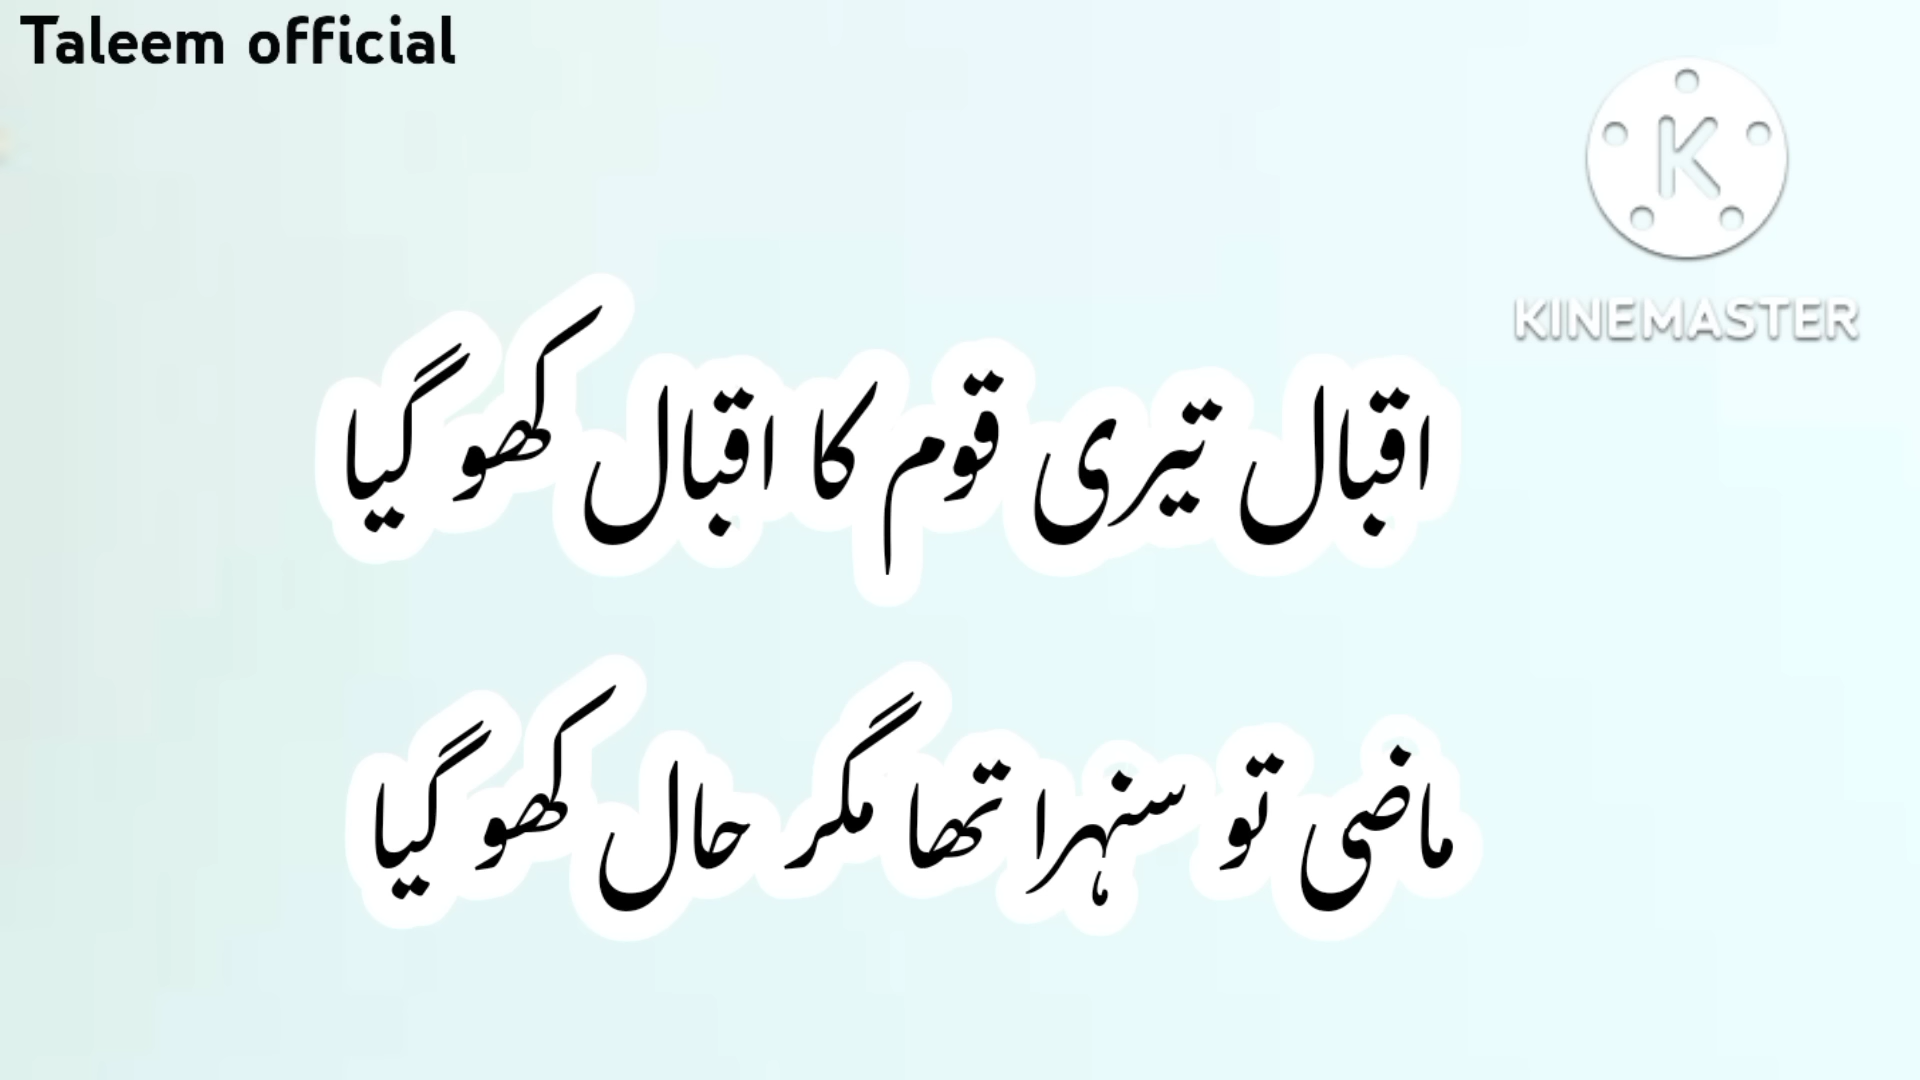 Taleem official
KINEMASTER
اقبال تیری قوم کا اقبال کھو گیا
ماضی تو سنہرا تھا مگر حال کھو گیا